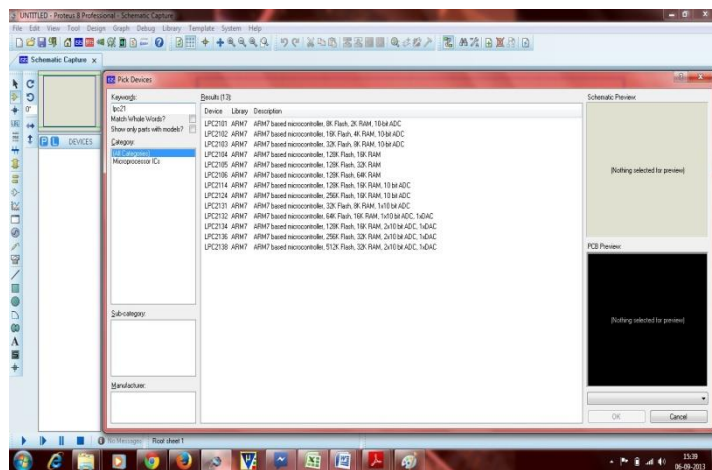 UNTITLED - Proteus 8 Professional - Schematic Capture
File Edit View Tool Design Graph Debug Library Template System Help
Schematic Capture x
Pick Devices
Keywords:
lpc21
Match Whole Words?
Show only parts with models?
Category:
(All Categories)
Microprocessor ICs
Sub-category:
Manufacturer:
Results (13):
Device Library Description
LPC2101 ARM7 ARM7 based microcontroller, 8K Flash, 2K RAM, 10-bit ADC
LPC2102 ARM7 ARM7 based microcontroller, 16K Flash, 4K RAM, 10-bit ADC
LPC2103 ARM7 ARM7 based microcontroller, 32K Flash, 8K RAM, 10-bit ADC
LPC2104 ARM7 ARM7 based microcontroller, 128K Flash, 16K RAM
LPC2105 ARM7 ARM7 based microcontroller, 128K Flash, 32K RAM
LPC2106 ARM7 ARM7 based microcontroller, 128K Flash, 64K RAM
LPC2114 ARM7 ARM7 based microcontroller, 128K Flash, 16K RAM, 10 bit ADC
LPC2124 ARM7 ARM7 based microcontroller, 256K Flash, 16K RAM, 10 bit ADC
LPC2131 ARM7 ARM7 based microcontroller, 32K Flash, 8K RAM, 1x10 bit ADC
LPC2132 ARM7 ARM7 based microcontroller, 64K Flash, 16K RAM, 1x10 bit ADC, 1xDAC
LPC2134 ARM7 ARM7 based microcontroller, 128K Flash, 16K RAM, 2x10 bit ADC, 1xDAC
LPC2136 ARM7 ARM7 based microcontroller, 256K Flash, 32K RAM, 2x10 bit ADC, 1xDAC
LPC2138 ARM7 ARM7 based microcontroller, 512K Flash, 32K RAM, 2x10 bit ADC, 1xDAC
Schematic Preview:
(Nothing selected for preview)
PCB Preview:
(Nothing selected for preview)
OK Cancel
P L DEVICES
No Messages Root sheet 1
15:39
06-09-2013